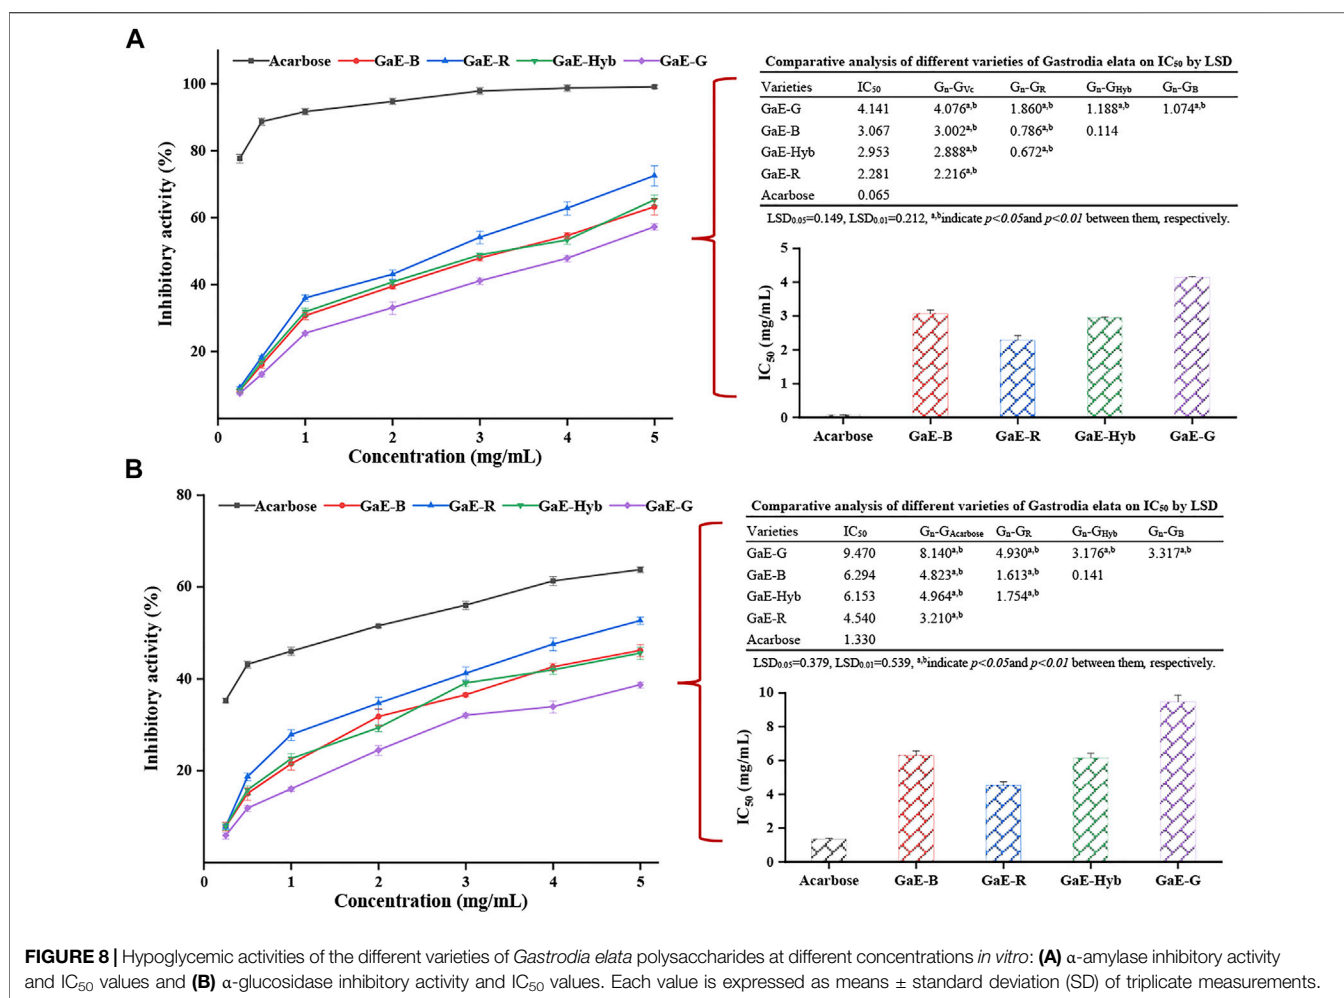 A
Acarbose GaE-B GaE-R GaE-Hyb GaE-G
100
80
60
40
20
Inhibitory activity (%)
0 1 2 3 4 5
Concentration (mg/mL)
Comparative analysis of different varieties of Gastrodia elata on IC50 by LSD
Varieties IC50 Gn-GVc Gn-GR Gn-GHyb Gn-GB
GaE-G 4.141 4.076a,b 1.860a,b 1.188a,b 1.074a,b
GaE-B 3.067 3.002a,b 0.786a,b 0.114
GaE-Hyb 2.953 2.888a,b 0.672a,b
GaE-R 2.281 2.216a,b
Acarbose 0.065
LSD0.05=0.149, LSD0.01=0.212, a,bindicate p<0.05and p<0.01 between them, respectively.
5
4
3
2
1
0
IC50 (mg/mL)
Acarbose GaE-B GaE-R GaE-Hyb GaE-G
B
Acarbose GaE-B GaE-R GaE-Hyb GaE-G
80
60
40
20
Inhibitory activity (%)
0 1 2 3 4 5
Concentration (mg/mL)
Comparative analysis of different varieties of Gastrodia elata on IC50 by LSD
Varieties IC50 Gn-GAcarbose Gn-GR Gn-GHyb Gn-GB
GaE-G 9.470 8.140a,b 4.930a,b 3.176a,b 3.317a,b
GaE-B 6.294 4.823a,b 1.613a,b 0.141
GaE-Hyb 6.153 4.964a,b 1.754a,b
GaE-R 4.540 3.210a,b
Acarbose 1.330
LSD0.05=0.379, LSD0.01=0.539, a,bindicate p<0.05and p<0.01 between them, respectively.
10
8
6
4
2
0
IC50 (mg/mL)
Acarbose GaE-B GaE-R GaE-Hyb GaE-G
FIGURE 8 | Hypoglycemic activities of the different varieties of Gastrodia elata polysaccharides at different concentrations in vitro: (A) α-amylase inhibitory activity
and IC50 values and (B) α-glucosidase inhibitory activity and IC50 values. Each value is expressed as means ± standard deviation (SD) of triplicate measurements.